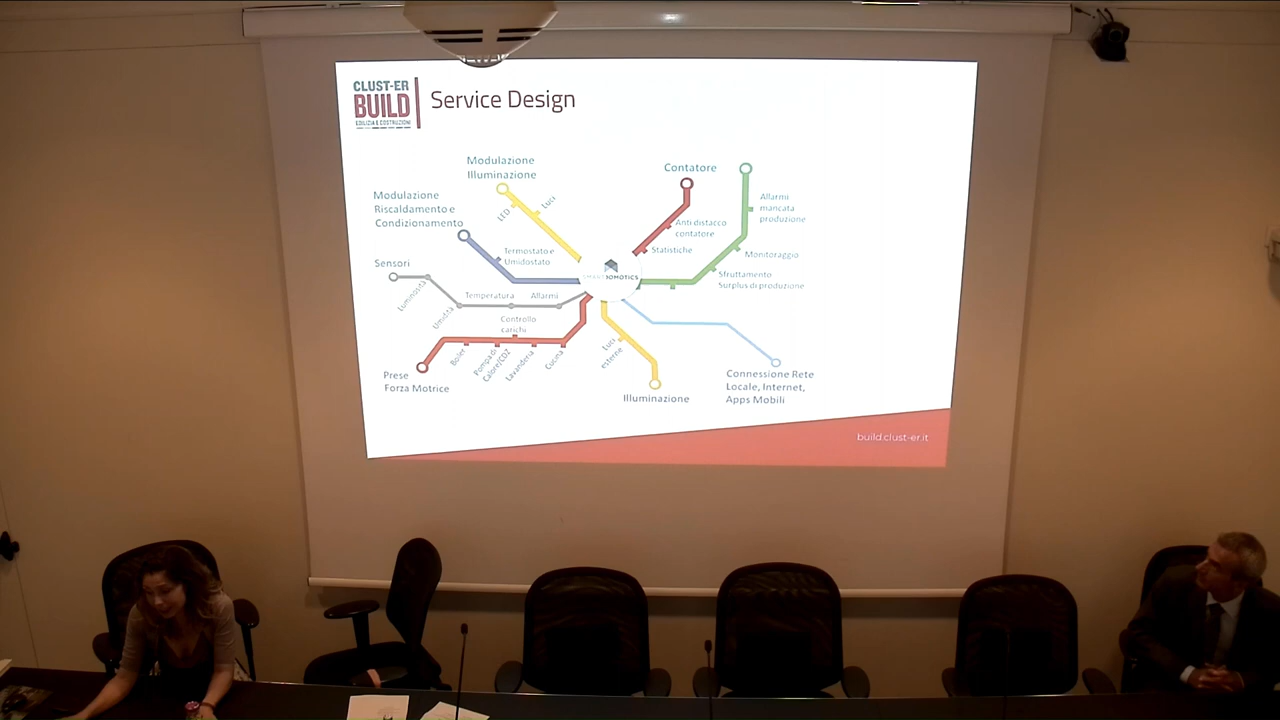 CLUST-ER
BUILD
EDILIZIA E COSTRUZIONI
Service Design
Modulazione
Illuminazione
LED
Luci
Contatore
Anti distacco
contatore
Statistiche
Allarmi
mancata
produzione
Monitoraggio
Sfruttamento
Surplus di produzione
Modulazione
Riscaldamento e
Condizionamento
Termostato e
Umidostato
Sensori
Luminosità
Umidità
Temperatura
Allarmi
Controllo
carichi
Boiler
Pompa di
Calore/CDZ
Lavanderia
Cucina
Prese
Forza Motrice
Luci
esterne
Illuminazione
Connessione Rete
Locale, Internet,
Apps Mobili
build.clust-er.it